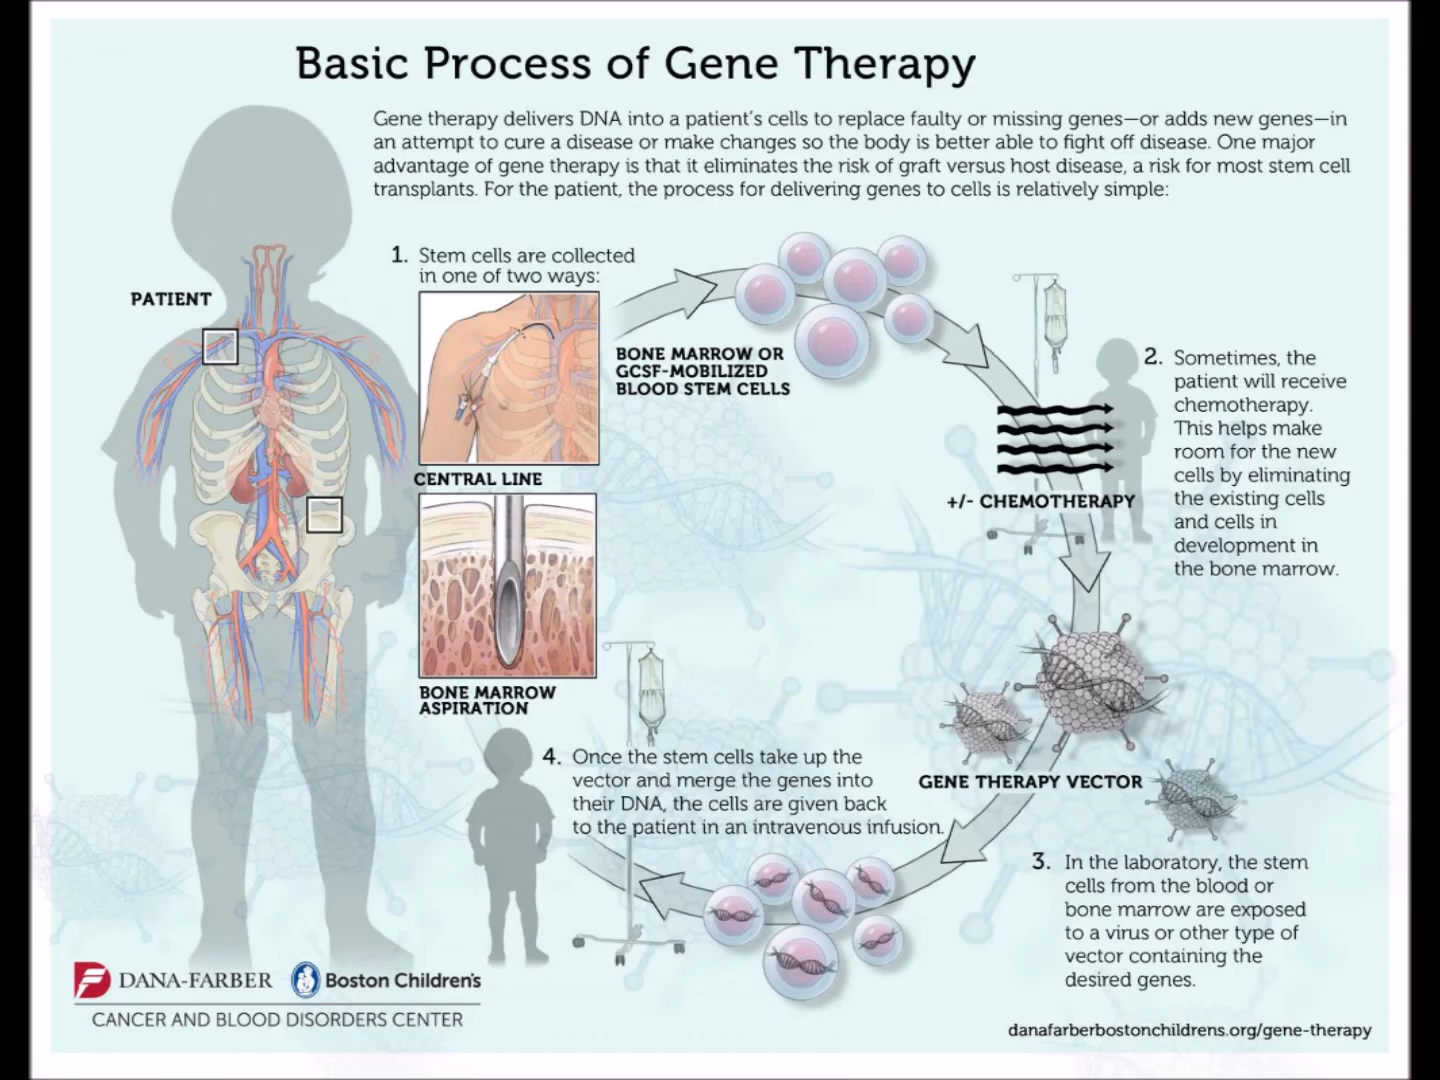 Basic Process of Gene Therapy
Gene therapy delivers DNA into a patient's cells to replace faulty or missing genes—or adds new genes—in
an attempt to cure a disease or make changes so the body is better able to fight off disease. One major
advantage of gene therapy is that it eliminates the risk of graft versus host disease, a risk for most stem cell
transplants. For the patient, the process for delivering genes to cells is relatively simple:
PATIENT
1. Stem cells are collected
in one of two ways:
CENTRAL LINE
BONE MARROW
ASPIRATION
BONE MARROW OR
GCSF-MOBILIZED
BLOOD STEM CELLS
+/- CHEMOTHERAPY
2. Sometimes, the
patient will receive
chemotherapy.
This helps make
room for the new
cells by eliminating
the existing cells
and cells in
development in
the bone marrow.
GENE THERAPY VECTOR
3. In the laboratory, the stem
cells from the blood or
bone marrow are exposed
to a virus or other type of
vector containing the
desired genes.
4. Once the stem cells take up the
vector and merge the genes into
their DNA, the cells are given back
to the patient in an intravenous infusion.
DANA-FARBER Boston Children's
CANCER AND BLOOD DISORDERS CENTER
danafarberbostonchildrens.org/gene-therapy